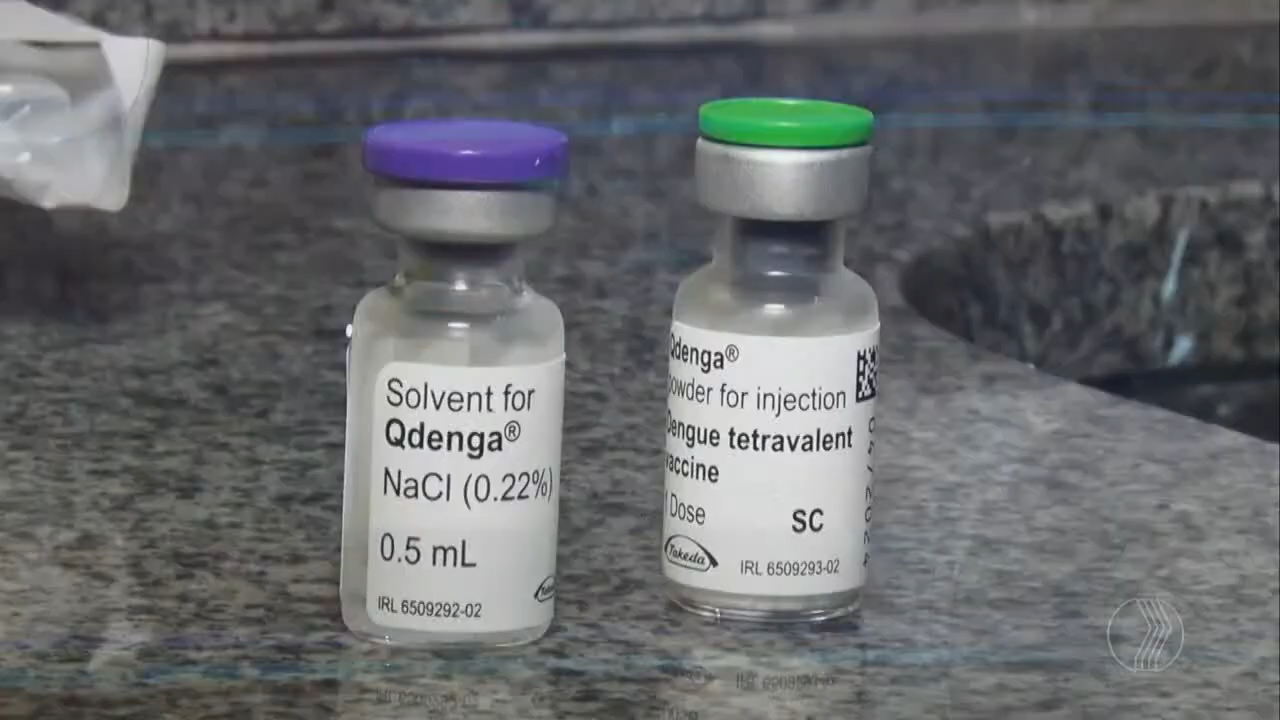 Solvent for
Qdenga®
NaCl (0.22%)
0.5 mL
IRL 6509292-02
Qdenga®
powder for injection
Dengue tetravalent
vaccine
1 Dose
SC
Takeda
IRL 6509293-02